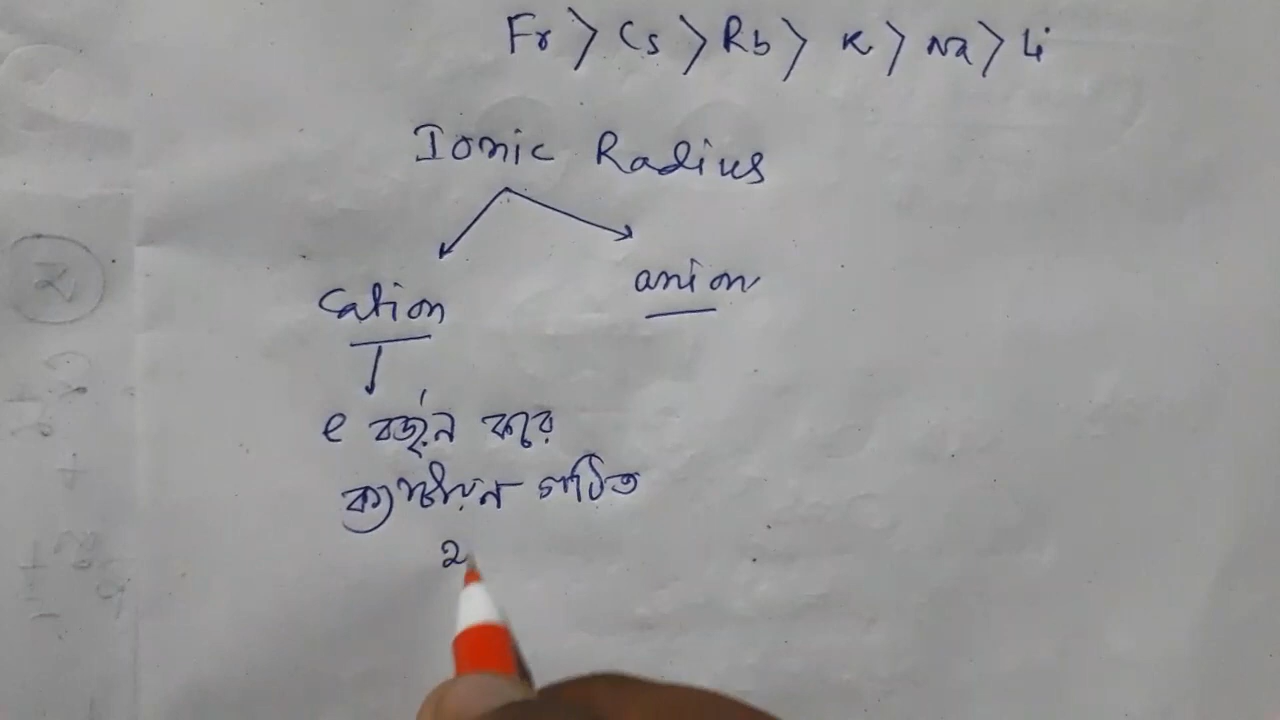 Fr > Cs > Rb > K > Na > Li
Ionic Radius
Cation anion
e বর্জন করে
ক্যাটায়ন গঠিত
হ